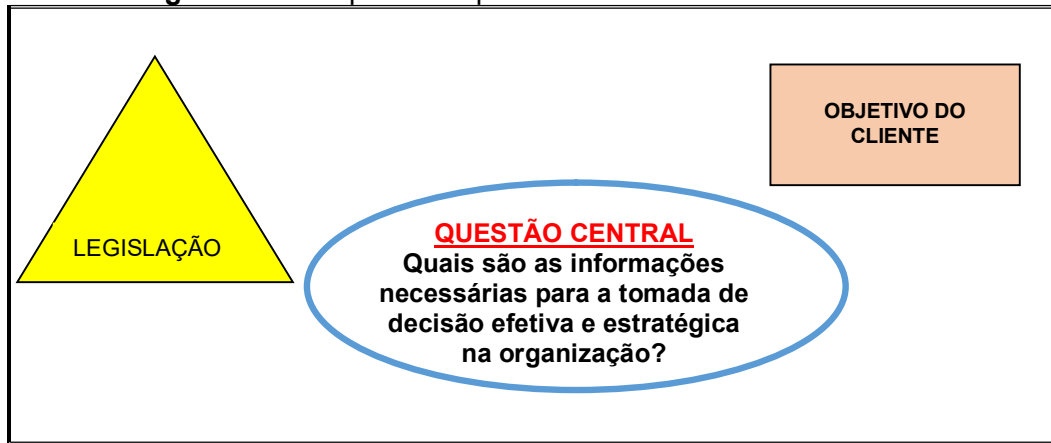 OBJETIVO DO
CLIENTE
LEGISLAÇÃO
QUESTÃO CENTRAL
Quais são as informações
necessárias para a tomada de
decisão efetiva e estratégica
na organização?